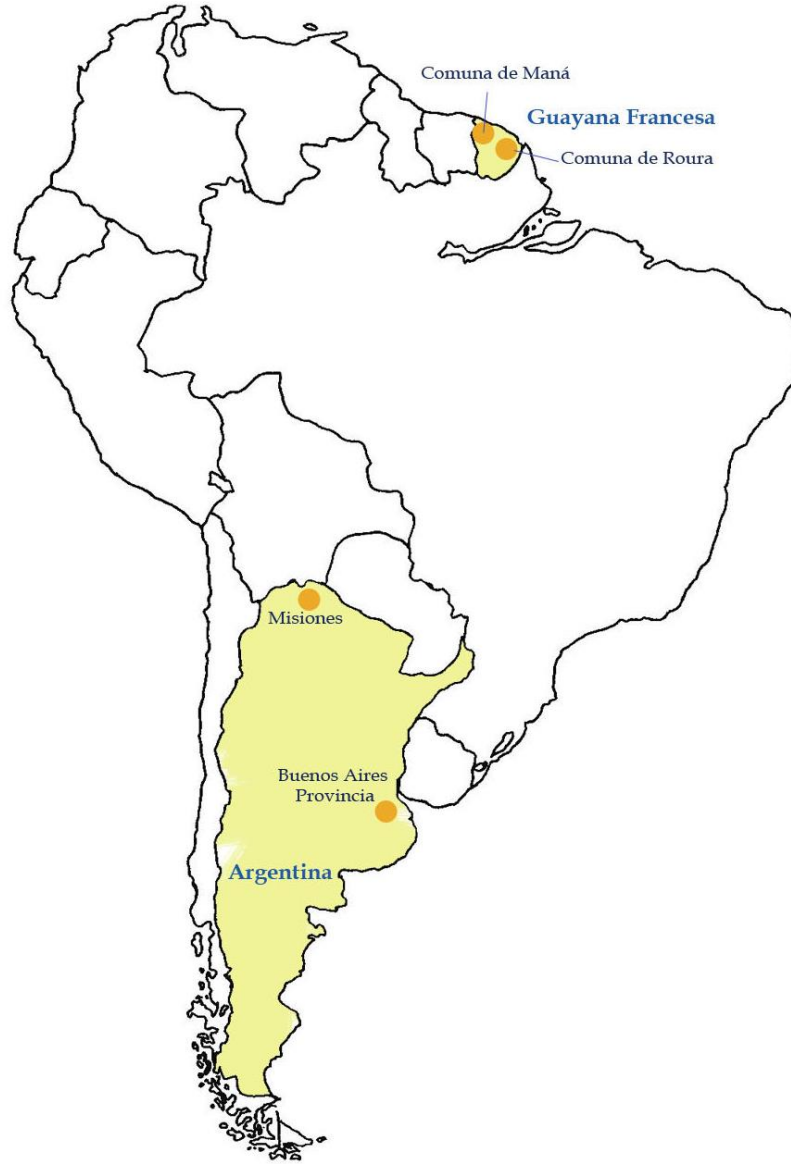 Comuna de Maná
Guayana Francesa
Comuna de Roura
Misiones
Buenos Aires
Provincia
Argentina